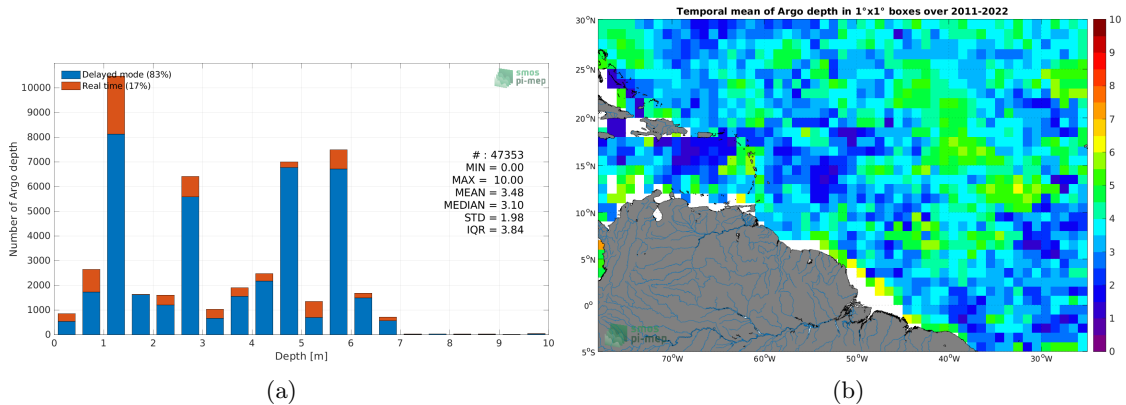 Delayed mode (83%)
Real time (17%)
smos
pi-mep
10000
9000
8000
7000
6000
5000
4000
3000
2000
1000
0
Number of Argo depth
# : 47353
MIN = 0.00
MAX = 10.00
MEAN = 3.48
MEDIAN = 3.10
STD = 1.98
IQR = 3.84
0 1 2 3 4 5 6 7 8 9 10
Depth [m]
(a)
Temporal mean of Argo depth in 1°x1° boxes over 2011-2022
30°N
25°N
20°N
15°N
10°N
5°N
0°
5°S
70°W 60°W 50°W 40°W 30°W
smos
pi-mep
10
9
8
7
6
5
4
3
2
1
0
(b)